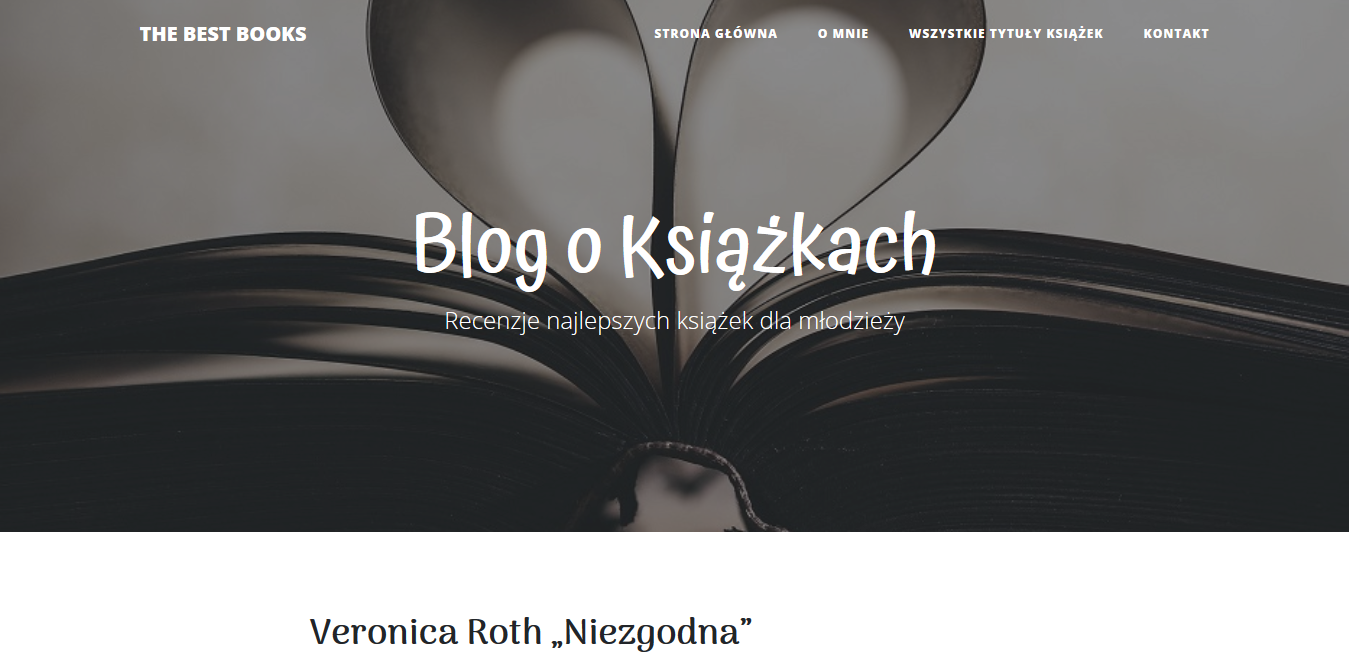 THE BEST BOOKS
STRONA GŁÓWNA O MNIE WSZYSTKIE TYTUŁY KSIĄŻEK KONTAKT
Blog o Książkach
Recenzje najlepszych książek dla młodzieży
Veronica Roth „Niezgodna”